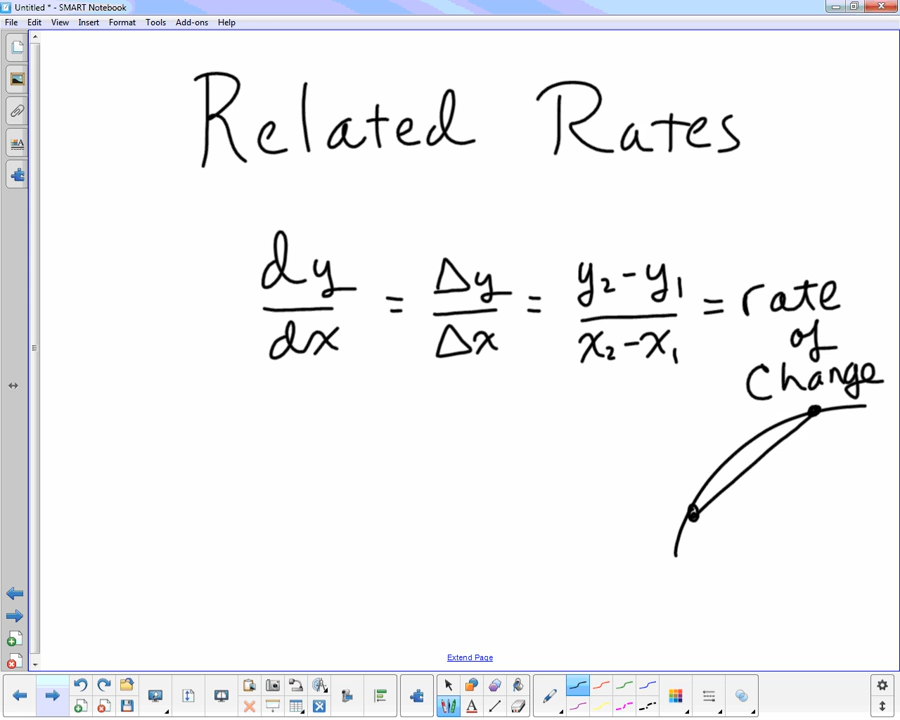 Untitled * - SMART Notebook
File Edit View Insert Format Tools Add-ons Help
Related Rates
dy/dx = Δy/Δx = y₂-y₁/x₂-x₁ = rate
of
Change
Extend Page